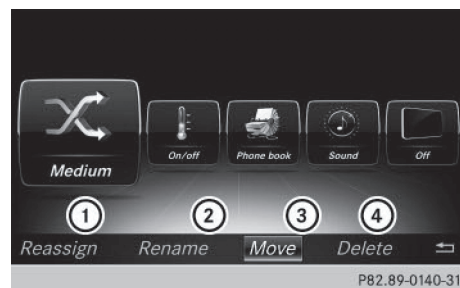 Medium
On/off
Phone book
Sound
Off
1 2 3 4
Reassign Rename Move Delete
P82.89-0140-31